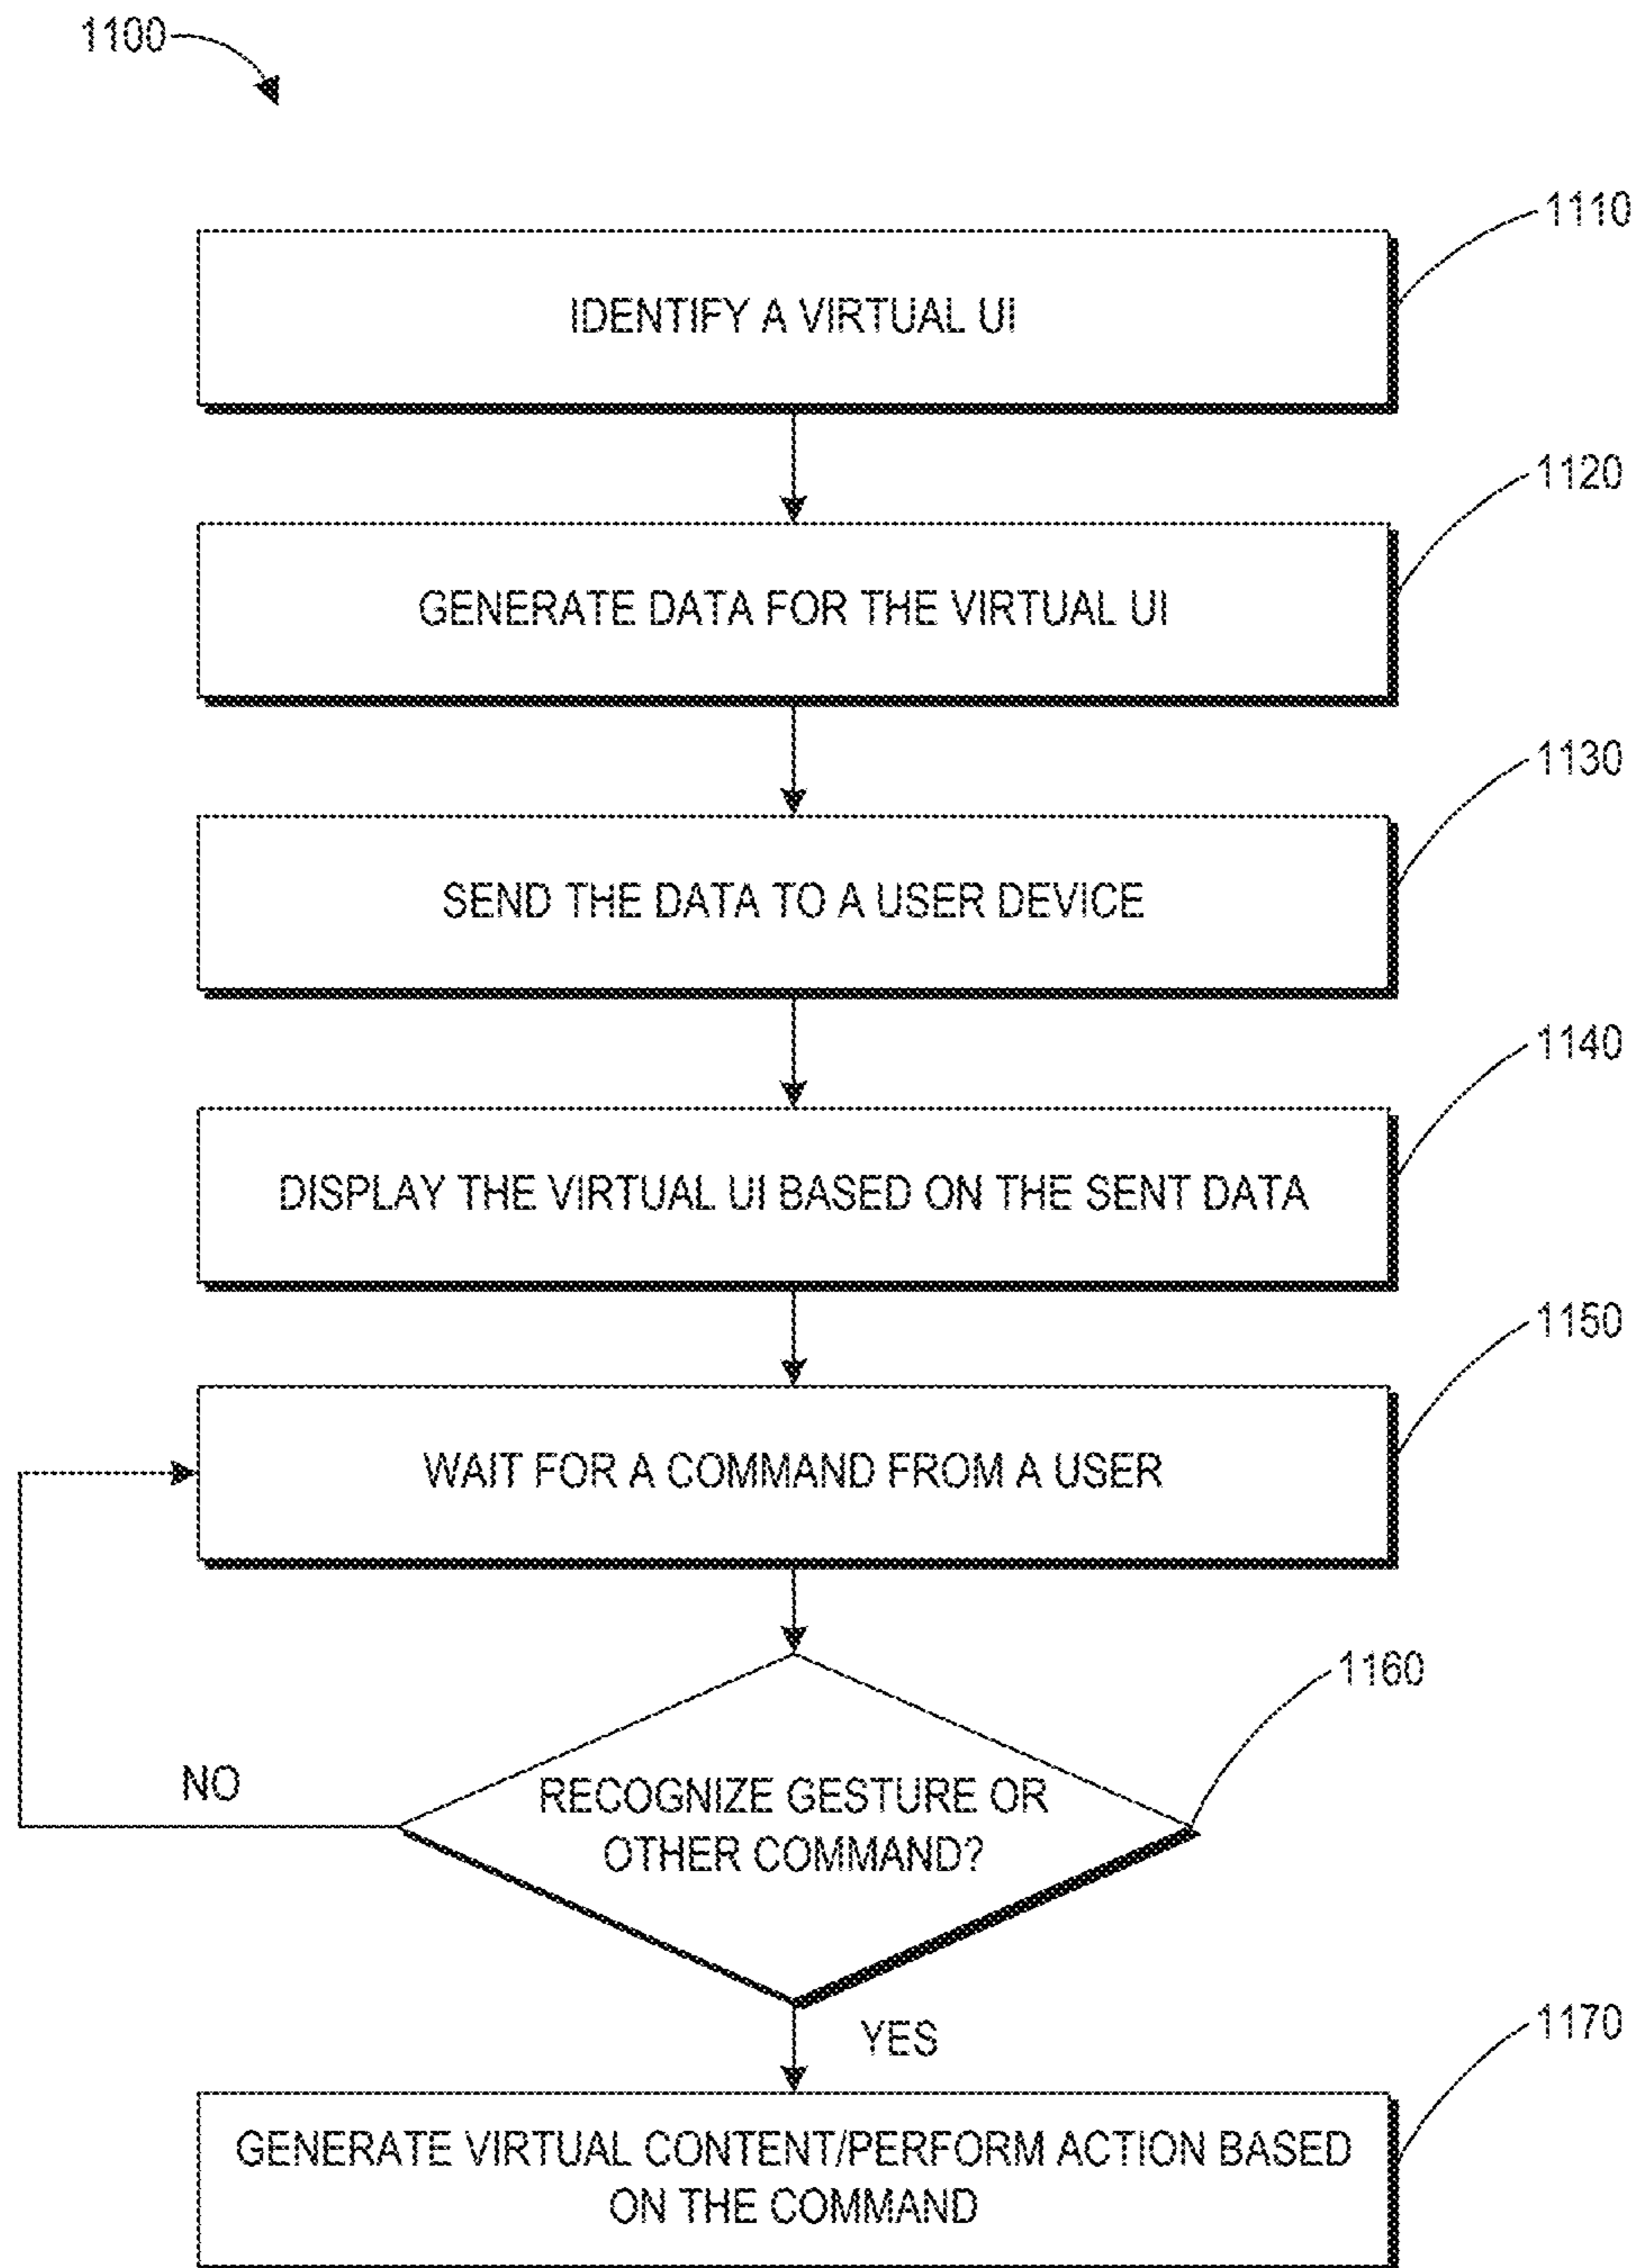 1100
1110
IDENTIFY A VIRTUAL UI
1120
GENERATE DATA FOR THE VIRTUAL UI
1130
SEND THE DATA TO A USER DEVICE
1140
DISPLAY THE VIRTUAL UI BASED ON THE SENT DATA
1150
WAIT FOR A COMMAND FROM A USER
1160
NO
RECOGNIZE GESTURE OR
OTHER COMMAND?
YES
1170
GENERATE VIRTUAL CONTENT/PERFORM ACTION BASED
ON THE COMMAND